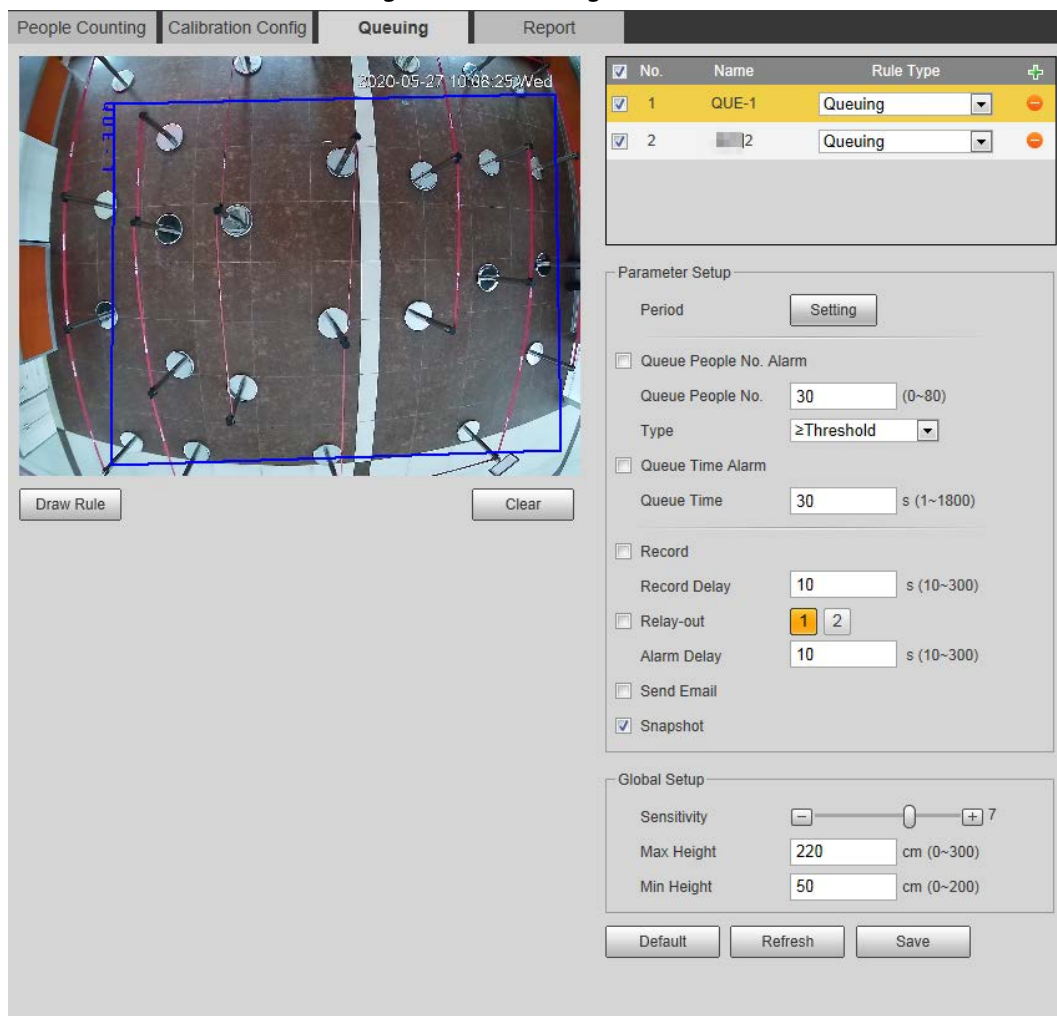 People Counting Calibration Config Queuing Report
2020-05-27 10:08:25 Wed
QUE-1
No. Name Rule Type
1 QUE-1 Queuing
2 2 Queuing
Parameter Setup
Period Setting
Queue People No. Alarm
Queue People No. 30 (0~80)
Type ≥Threshold
Queue Time Alarm
Queue Time 30 s (1~1800)
Draw Rule Clear
Record
Record Delay 10 s (10~300)
Relay-out 1 2
Alarm Delay 10 s (10~300)
Send Email
Snapshot
Global Setup
Sensitivity 7
Max Height 220 cm (0~300)
Min Height 50 cm (0~200)
Default Refresh Save